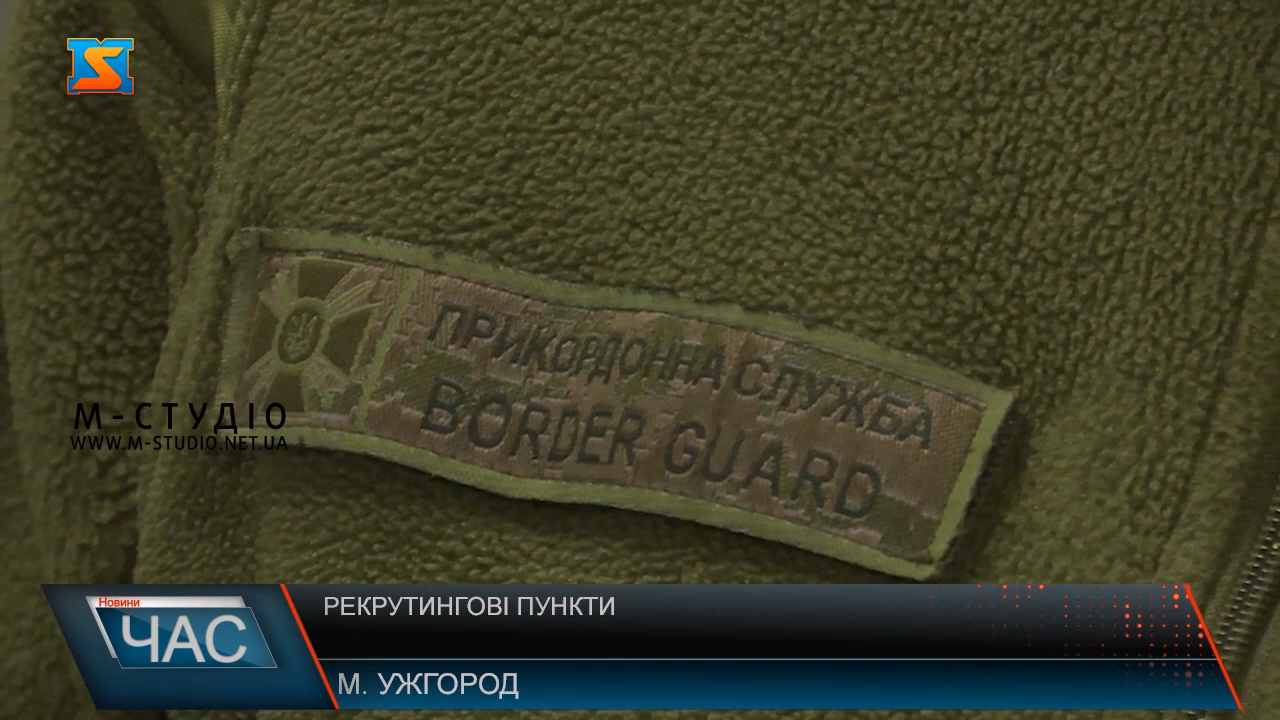 ПРИКОРДОННА СЛУЖБА
BORDER GUARD
М-СТУДІО
WWW.M-STUDIO.NET.UA
Новини
ЧАС
РЕКРУТИНГОВІ ПУНКТИ
М. УЖГОРОД